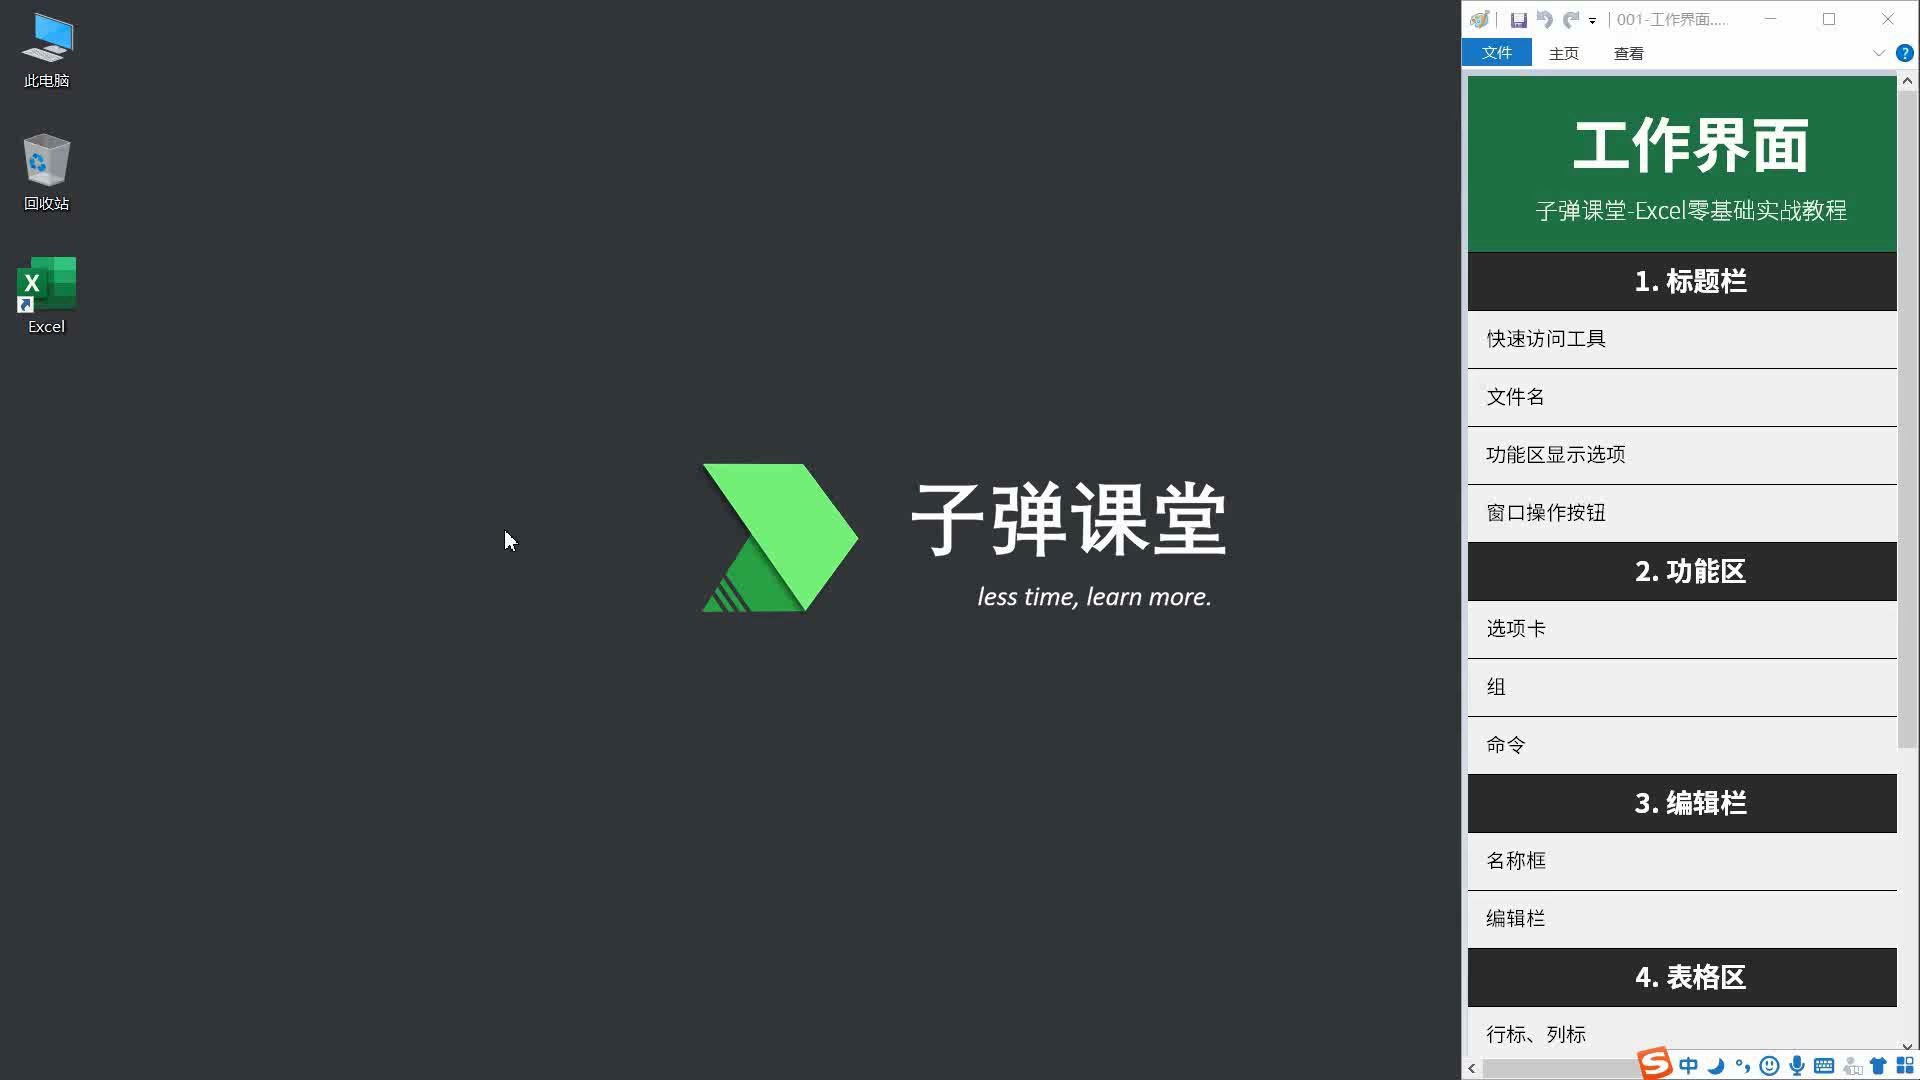 此电脑
回收站
Excel
子弹课堂
less time, learn more.
001-工作界面.....
文件
主页
查看
工作界面
子弹课堂-Excel零基础实战教程
1. 标题栏
快速访问工具
文件名
功能区显示选项
窗口操作按钮
2. 功能区
选项卡
组
命令
3. 编辑栏
名称框
编辑栏
4. 表格区
行标、列标
中